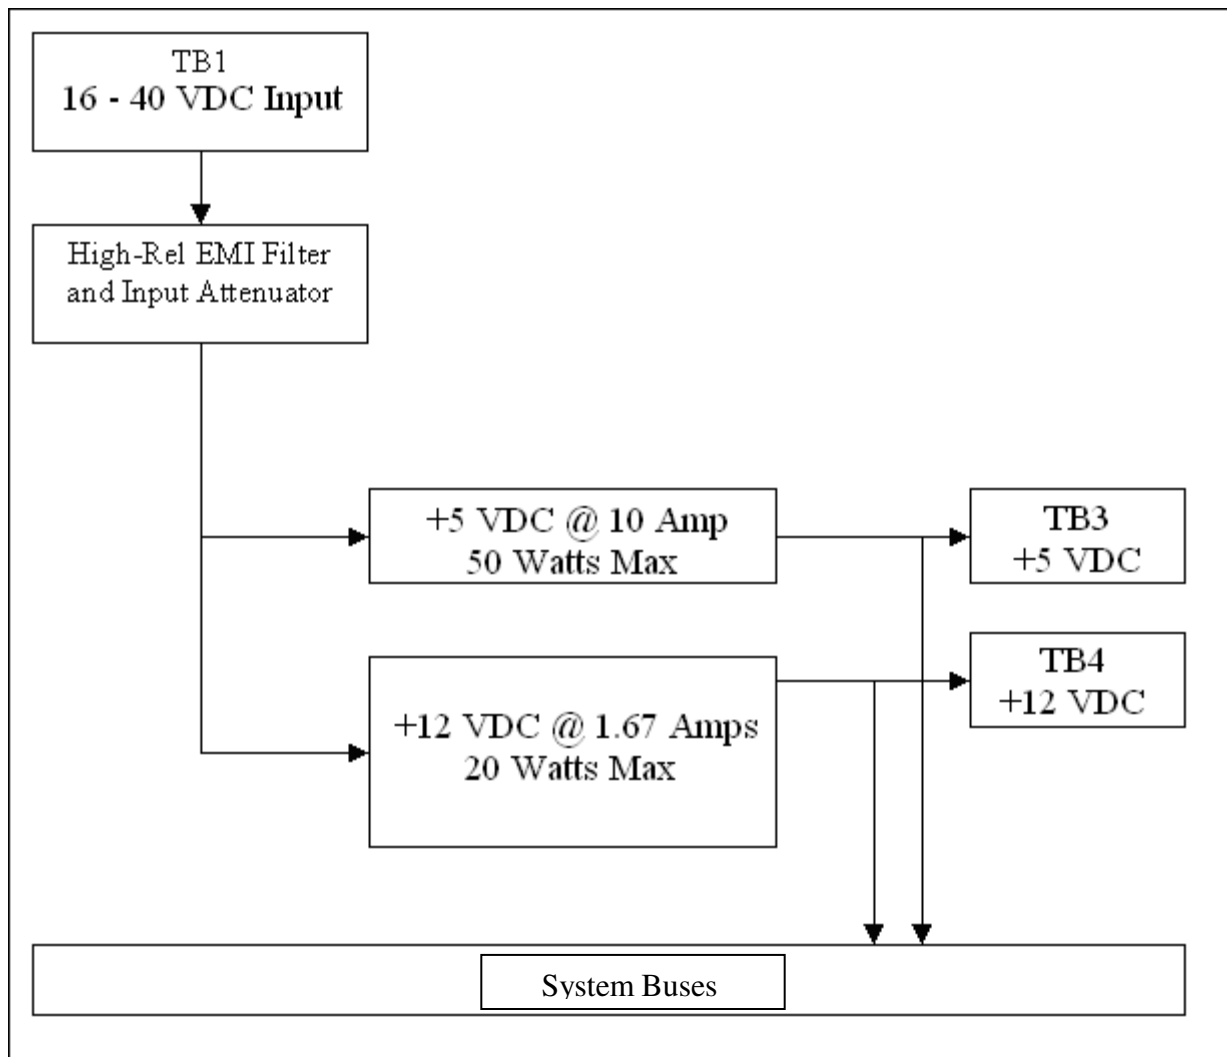 TB1
16 - 40 VDC Input
High-Rel EMI Filter
and Input Attenuator
+5 VDC @ 10 Amp
50 Watts Max
TB3
+5 VDC
TB4
+12 VDC
+12 VDC @ 1.67 Amps
20 Watts Max
System Buses